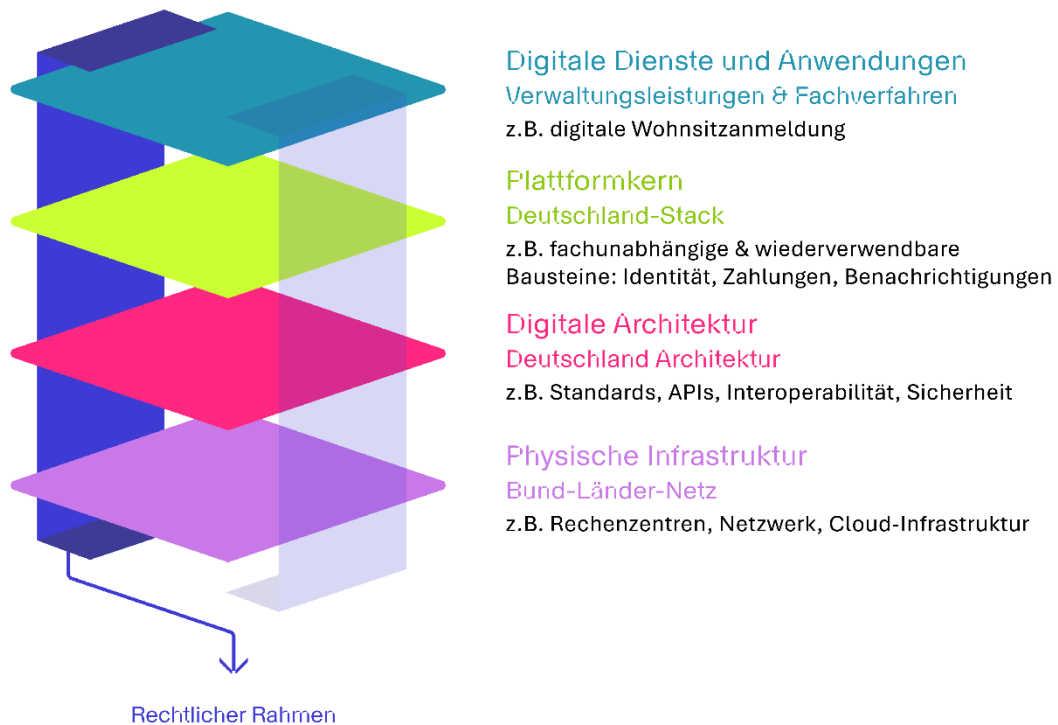 Digitale Dienste und Anwendungen
Verwaltungsleistungen & Fachverfahren
z.B. digitale Wohnsitzanmeldung
Plattformkern
Deutschland-Stack
z.B. fachunabhängige & wiederverwendbare
Bausteine: Identität, Zahlungen, Benachrichtigungen
Digitale Architektur
Deutschland Architektur
z.B. Standards, APIs, Interoperabilität, Sicherheit
Physische Infrastruktur
Bund-Länder-Netz
z.B. Rechenzentren, Netzwerk, Cloud-Infrastruktur
Rechtlicher Rahmen